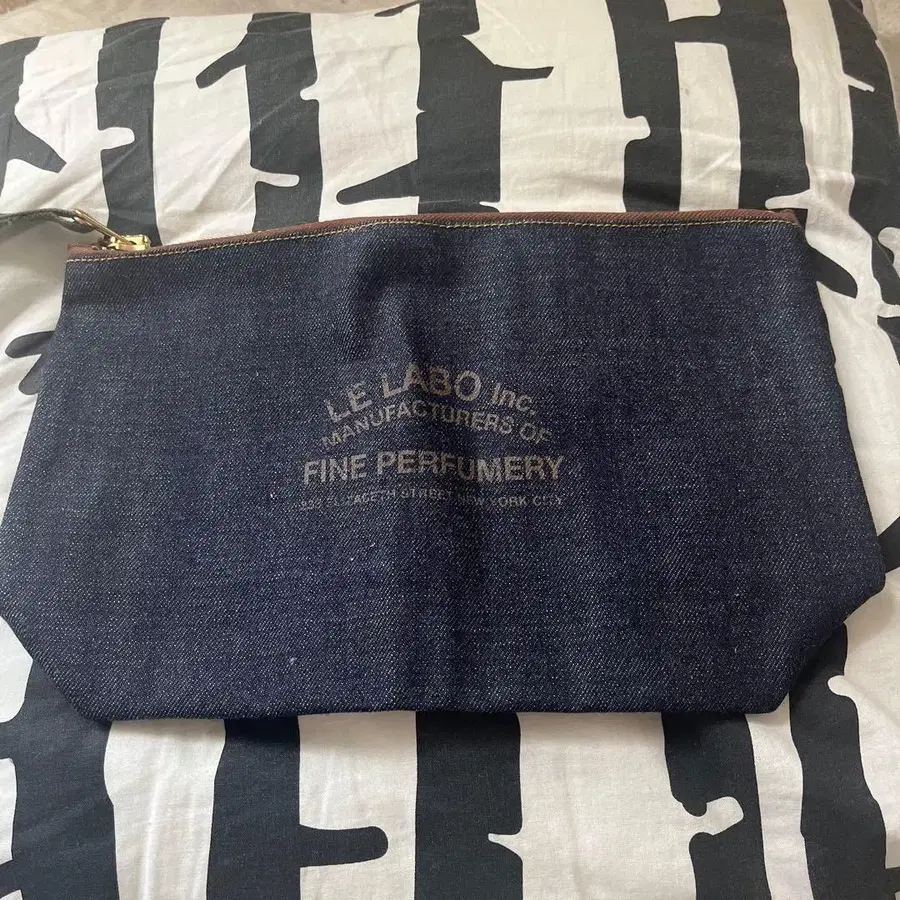 LE LABO Inc.
MANUFACTURERS OF
FINE PERFUMERY
ELIZABETH STREET NEW YORK CITY